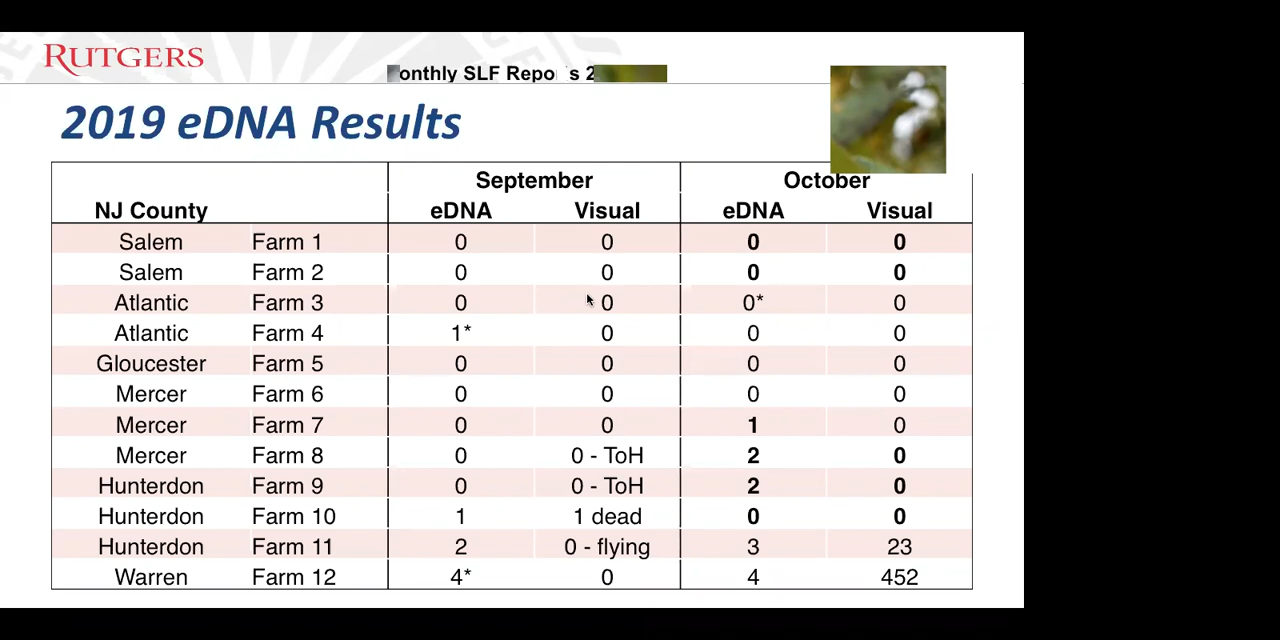 RUTGERS
onthly SLF Repo s 2
2019 eDNA Results
September October
NJ County eDNA Visual eDNA Visual
Salem Farm 1 0 0 0 0
Salem Farm 2 0 0 0 0
Atlantic Farm 3 0 0 0* 0
Atlantic Farm 4 1* 0 0 0
Gloucester Farm 5 0 0 0 0
Mercer Farm 6 0 0 0 0
Mercer Farm 7 0 0 1 0
Mercer Farm 8 0 0 - ToH 2 0
Hunterdon Farm 9 0 0 - ToH 2 0
Hunterdon Farm 10 1 1 dead 0 0
Hunterdon Farm 11 2 0 - flying 3 23
Warren Farm 12 4* 0 4 452